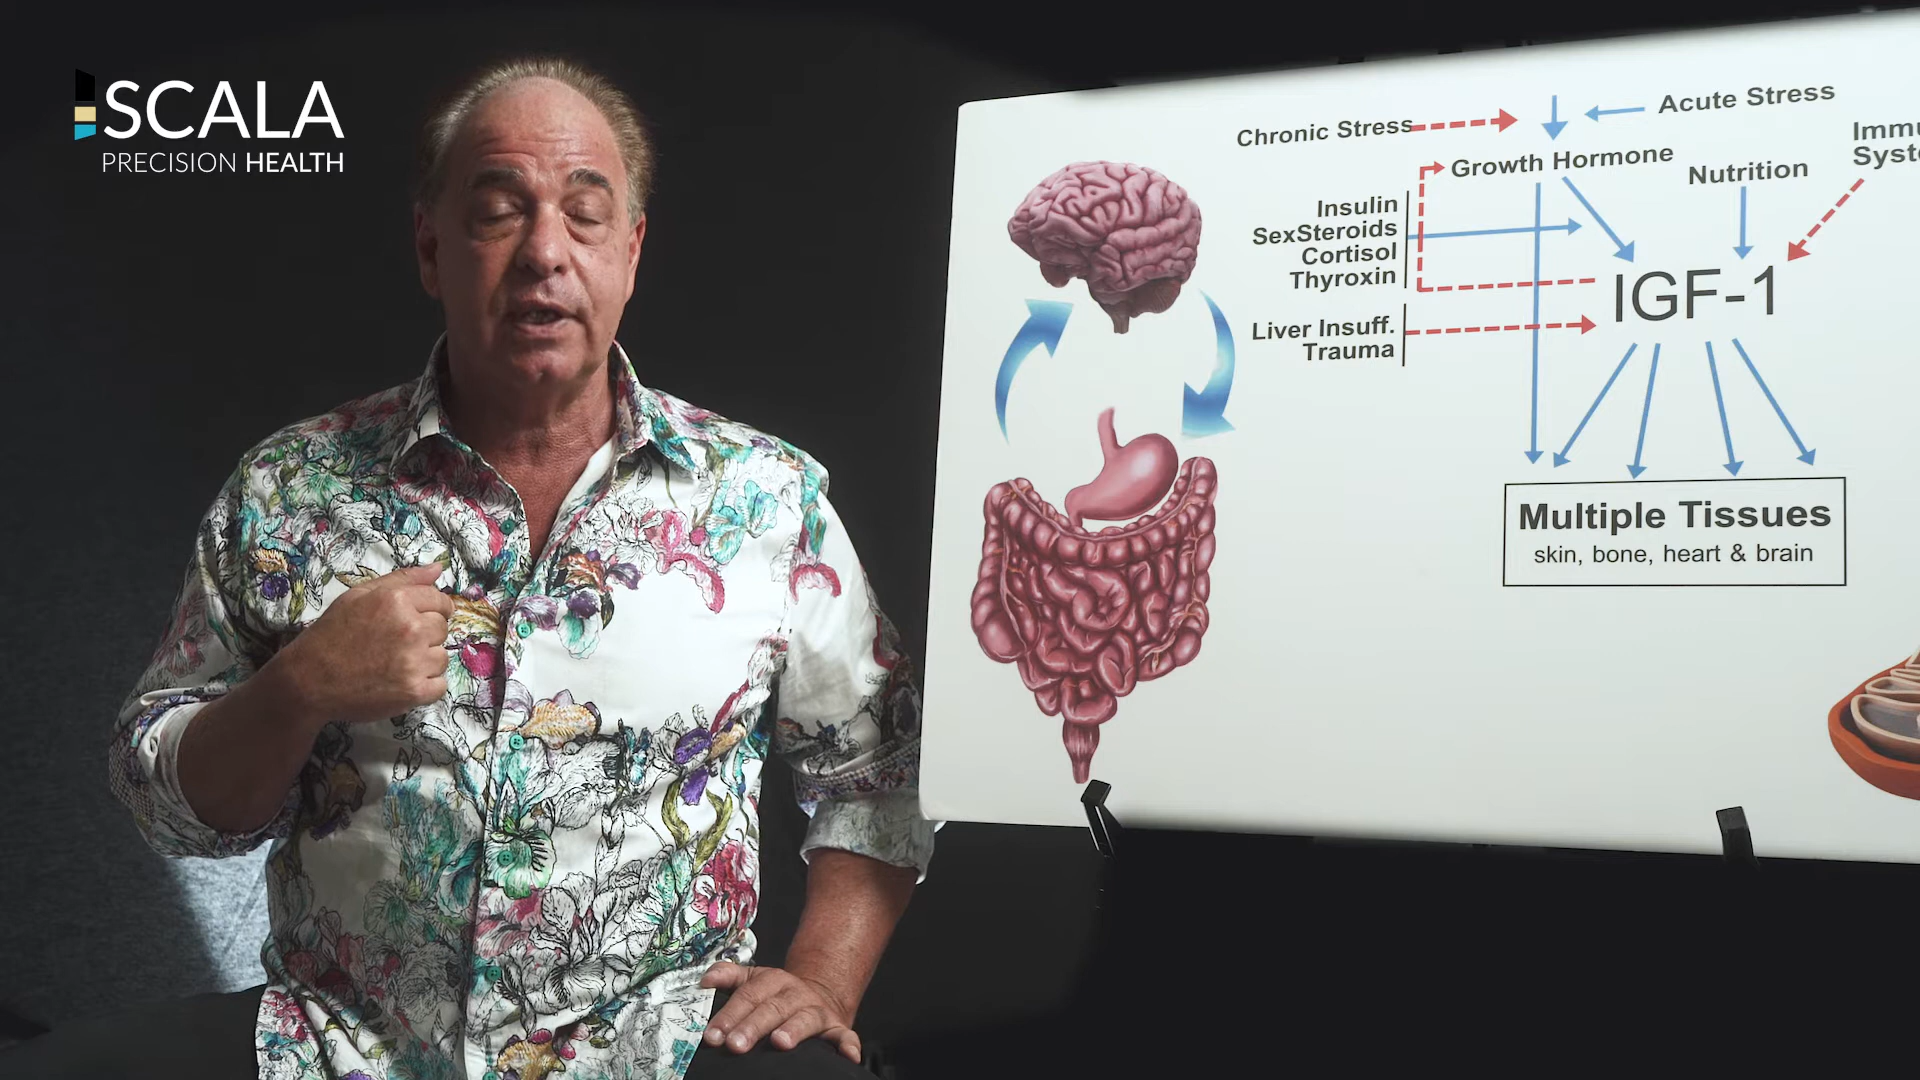 SCALA
PRECISION HEALTH
Chronic Stress
Acute Stress
Growth Hormone
Nutrition
Insulin
SexSteroids
Cortisol
Thyroxin
IGF-1
Liver Insuff.
Trauma
Multiple Tissues
skin, bone, heart & brain